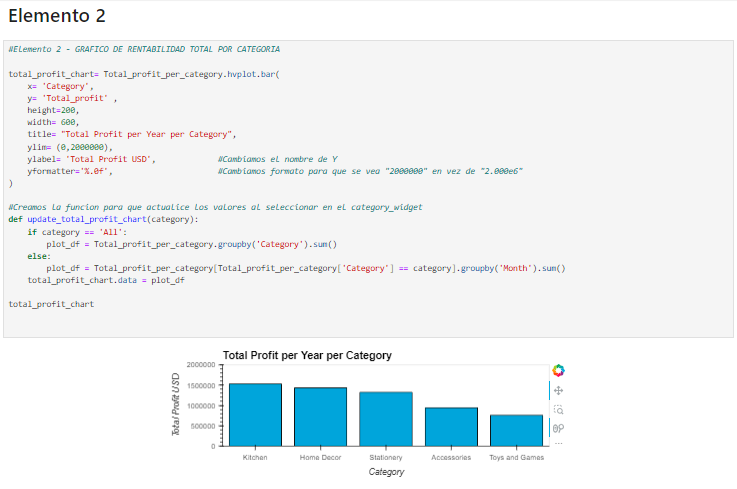 Elemento 2
#Elemento 2 - GRAFICO DE RENTABILIDAD TOTAL POR CATEGORIA
total_profit_chart= Total_profit_per_category.hvplot.bar(
x= 'Category',
y= 'Total_profit' ,
height=200,
width= 600,
title= "Total Profit per Year per Category",
ylim= (0,2000000),
ylabel= 'Total Profit USD', #Cambiamos el nombre de Y
yformatter='%.0f', #Cambiamos formato para que se vea "2000000" en vez de "2.000e6"
)
#Creamos la funcion para que actualice los valores al seleccionar en el category_widget
def update_total_profit_chart(category):
if category == 'All':
plot_df = Total_profit_per_category.groupby('Category').sum()
else:
plot_df = Total_profit_per_category[Total_profit_per_category['Category'] == category].groupby('Month').sum()
total_profit_chart.data = plot_df
total_profit_chart
Total Profit per Year per Category
Total Profit USD
2000000
1500000
1000000
500000
0
Kitchen Home Decor Stationery Accessories Toys and Games
Category